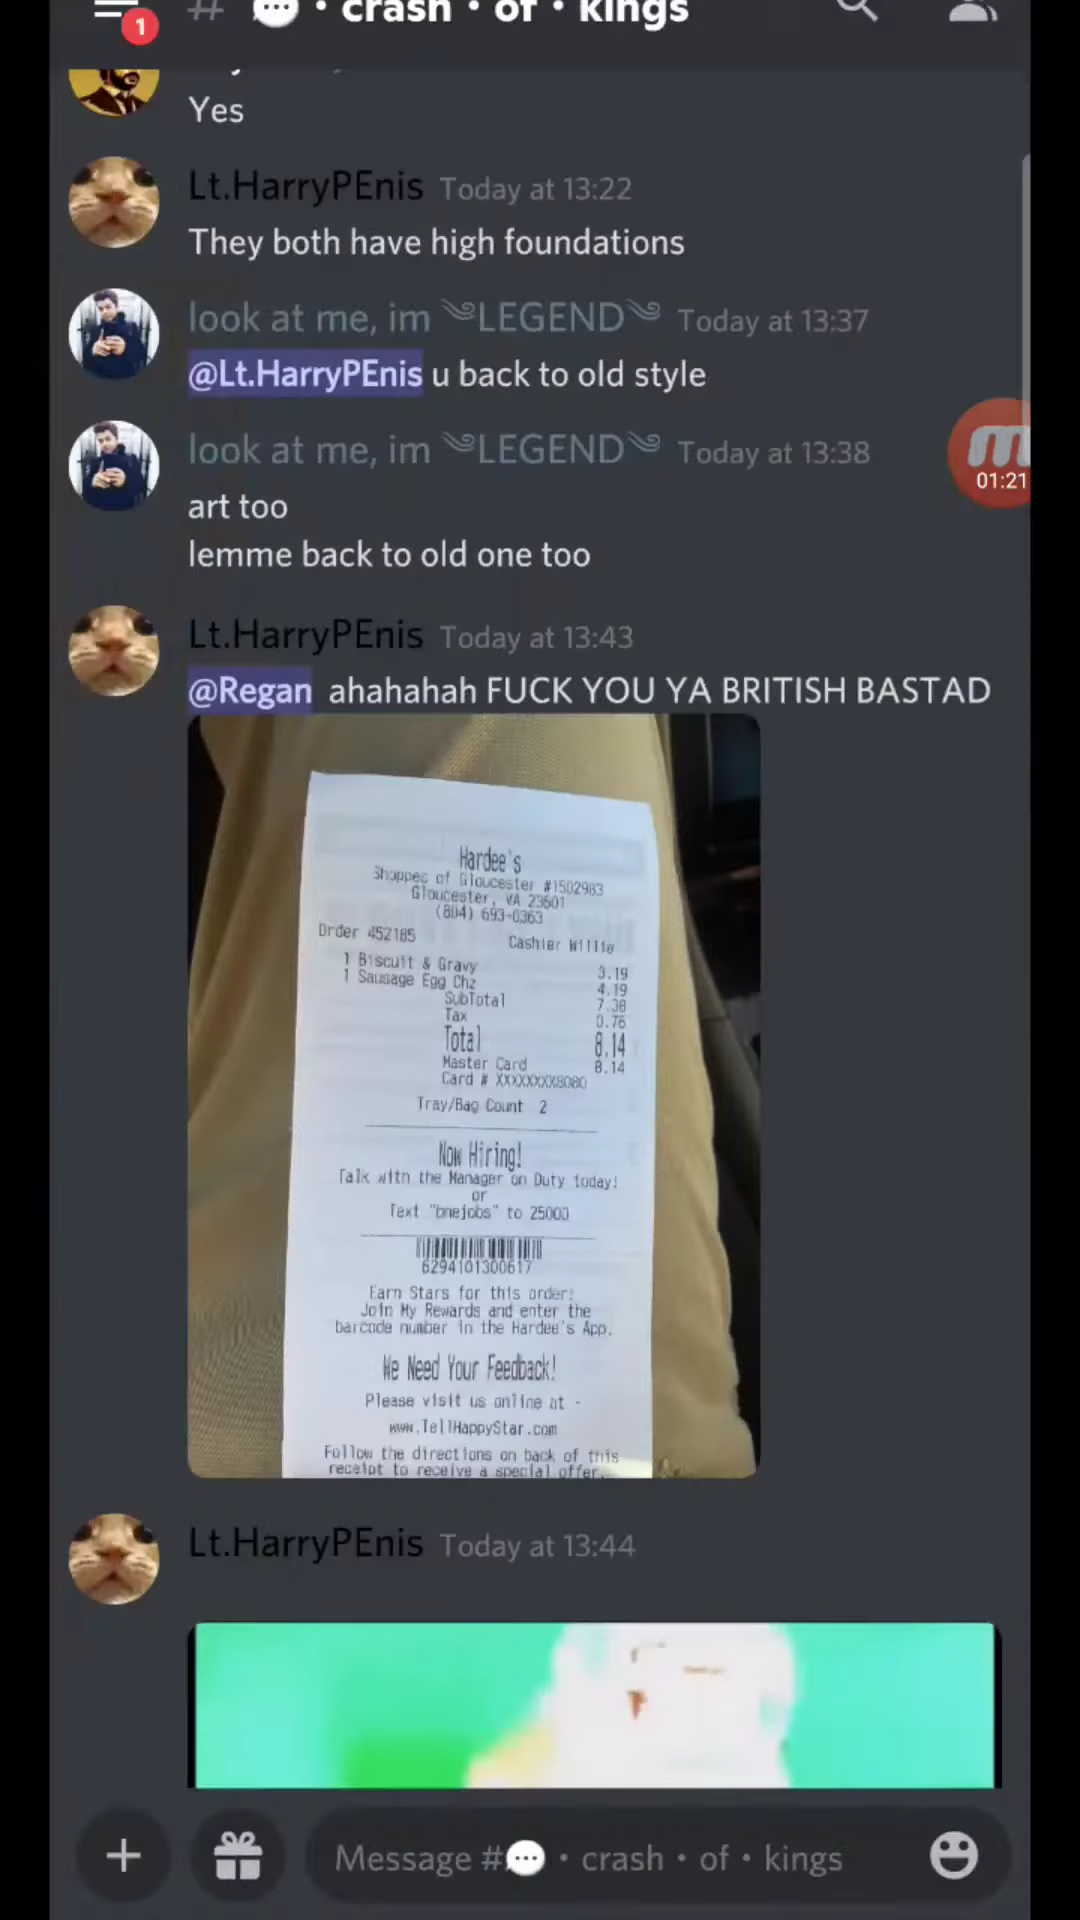 1
# 💬 • crash • of • kings
Yes
Lt.HarryPEnis Today at 13:22
They both have high foundations
look at me, im ༄LEGEND༄ Today at 13:37
@Lt.HarryPEnis u back to old style
look at me, im ༄LEGEND༄ Today at 13:38
01:21
art too
lemme back to old one too
Lt.HarryPEnis Today at 13:43
@Regan ahahahah FUCK YOU YA BRITISH BASTAD
Hardee's
Shoppes of Gloucester #1502983
Gloucester, VA 23601
(804) 693-0363
Order 452185 Cashier Willie
1 Biscuit & Gravy 3.19
1 Sausage Egg Chz 4.19
SubTotal 7.38
Tax 0.76
Total 8.14
Master Card 8.14
Card # XXXXXXXX8080
Tray/Bag Count 2
Now Hiring!
Talk with the Manager on Duty today!
or
Text "bnejobs" to 25000
6294101300617
Earn Stars for this order:
Join My Rewards and enter the
barcode number in the Hardee's App.
We Need Your Feedback!
Please visit us online at -
www.TellHappyStar.com
Follow the directions on back of this
receipt to receive a special offer.
Lt.HarryPEnis Today at 13:44
Message #💬 • crash • of • kings